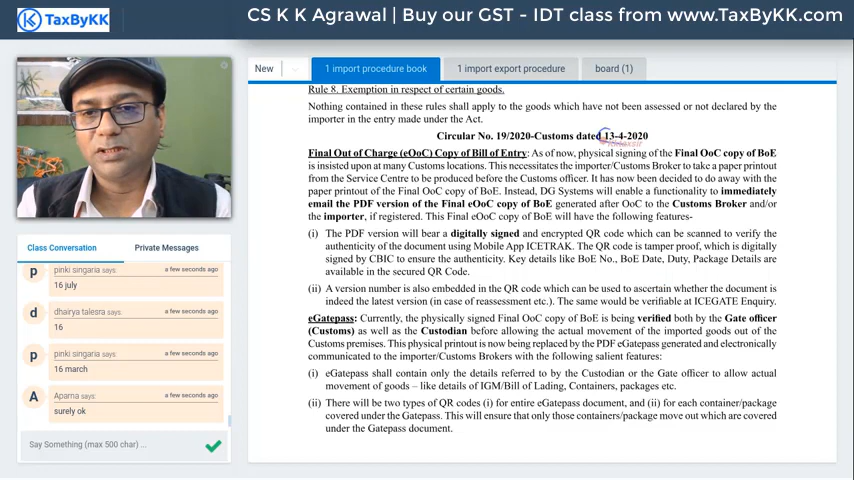 CS K K Agrawal | Buy our GST - IDT class from www.TaxByKK.com
TaxByKK
New
1 import procedure book
1 import export procedure
board (1)
Class Conversation
Private Messages
p
pinki singaria says:
a few seconds ago
16 july
d
dhairya talesra says:
a few seconds ago
16
p
pinki singaria says:
a few seconds ago
16 march
A
Aparna says:
a few seconds ago
surely ok
Say Something (max 500 char) ...
Rule 8. Exemption in respect of certain goods.
Nothing contained in these rules shall apply to the goods which have not been assessed or not declared by the
importer in the entry made under the Act.
Circular No. 19/2020-Customs dated 13-4-2020
Final Out of Charge (eOoC) Copy of Bill of Entry: As of now, physical signing of the Final OoC copy of BoE
is insisted upon at many Customs locations. This necessitates the importer/Customs Broker to take a paper printout
from the Service Centre to be produced before the Customs officer. It has now been decided to do away with the
paper printout of the Final OoC copy of BoE. Instead, DG Systems will enable a functionality to immediately
email the PDF version of the Final eOoC copy of BoE generated after OoC to the Customs Broker and/or
the importer, if registered. This Final eOoC copy of BoE will have the following features-
(i) The PDF version will bear a digitally signed and encrypted QR code which can be scanned to verify the
authenticity of the document using Mobile App ICETRAK. The QR code is tamper proof, which is digitally
signed by CBIC to ensure the authenticity. Key details like BoE No., BoE Date, Duty, Package Details are
available in the secured QR Code.
(ii) A version number is also embedded in the QR code which can be used to ascertain whether the document is
indeed the latest version (in case of reassessment etc.). The same would be verifiable at ICEGATE Enquiry.
eGatepass: Currently, the physically signed Final OoC copy of BoE is being verified both by the Gate officer
(Customs) as well as the Custodian before allowing the actual movement of the imported goods out of the
Customs premises. This physical printout is now being replaced by the PDF eGatepass generated and electronically
communicated to the importer/Customs Brokers with the following salient features:
(i) eGatepass shall contain only the details referred to by the Custodian or the Gate officer to allow actual
movement of goods – like details of IGM/Bill of Lading, Containers, packages etc.
(ii) There will be two types of QR codes (i) for entire eGatepass document, and (ii) for each container/package
covered under the Gatepass. This will ensure that only those containers/package move out which are covered
under the Gatepass document.